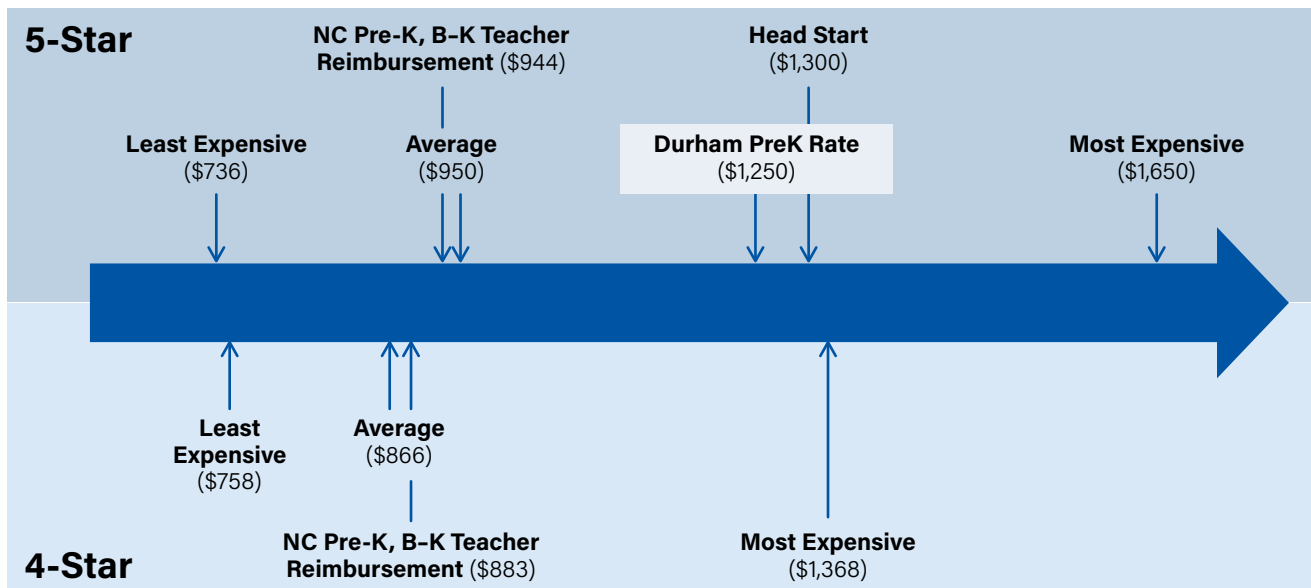 5-Star
NC Pre-K, B–K Teacher
Reimbursement ($944)
Head Start
($1,300)
Least Expensive
($736)
Average
($950)
Durham PreK Rate
($1,250)
Most Expensive
($1,650)
Least
Expensive
($758)
Average
($866)
NC Pre-K, B–K Teacher
Reimbursement ($883)
Most Expensive
($1,368)
4-Star